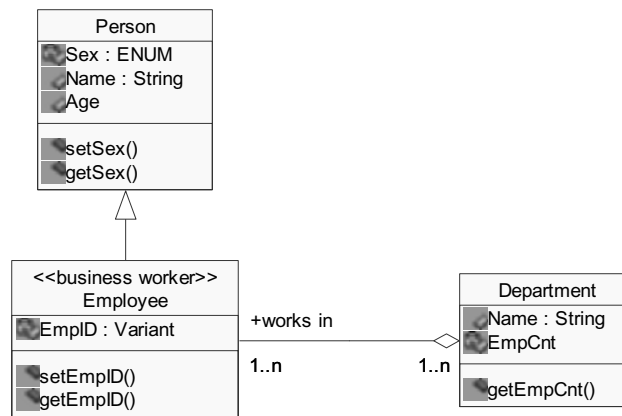 Person
Sex : ENUM
Name : String
Age
setSex()
getSex()
<<business worker>>
Employee
EmpID : Variant
setEmpID()
getEmpID()
+works in
1..n
1..n
Department
Name : String
EmpCnt
getEmpCnt()